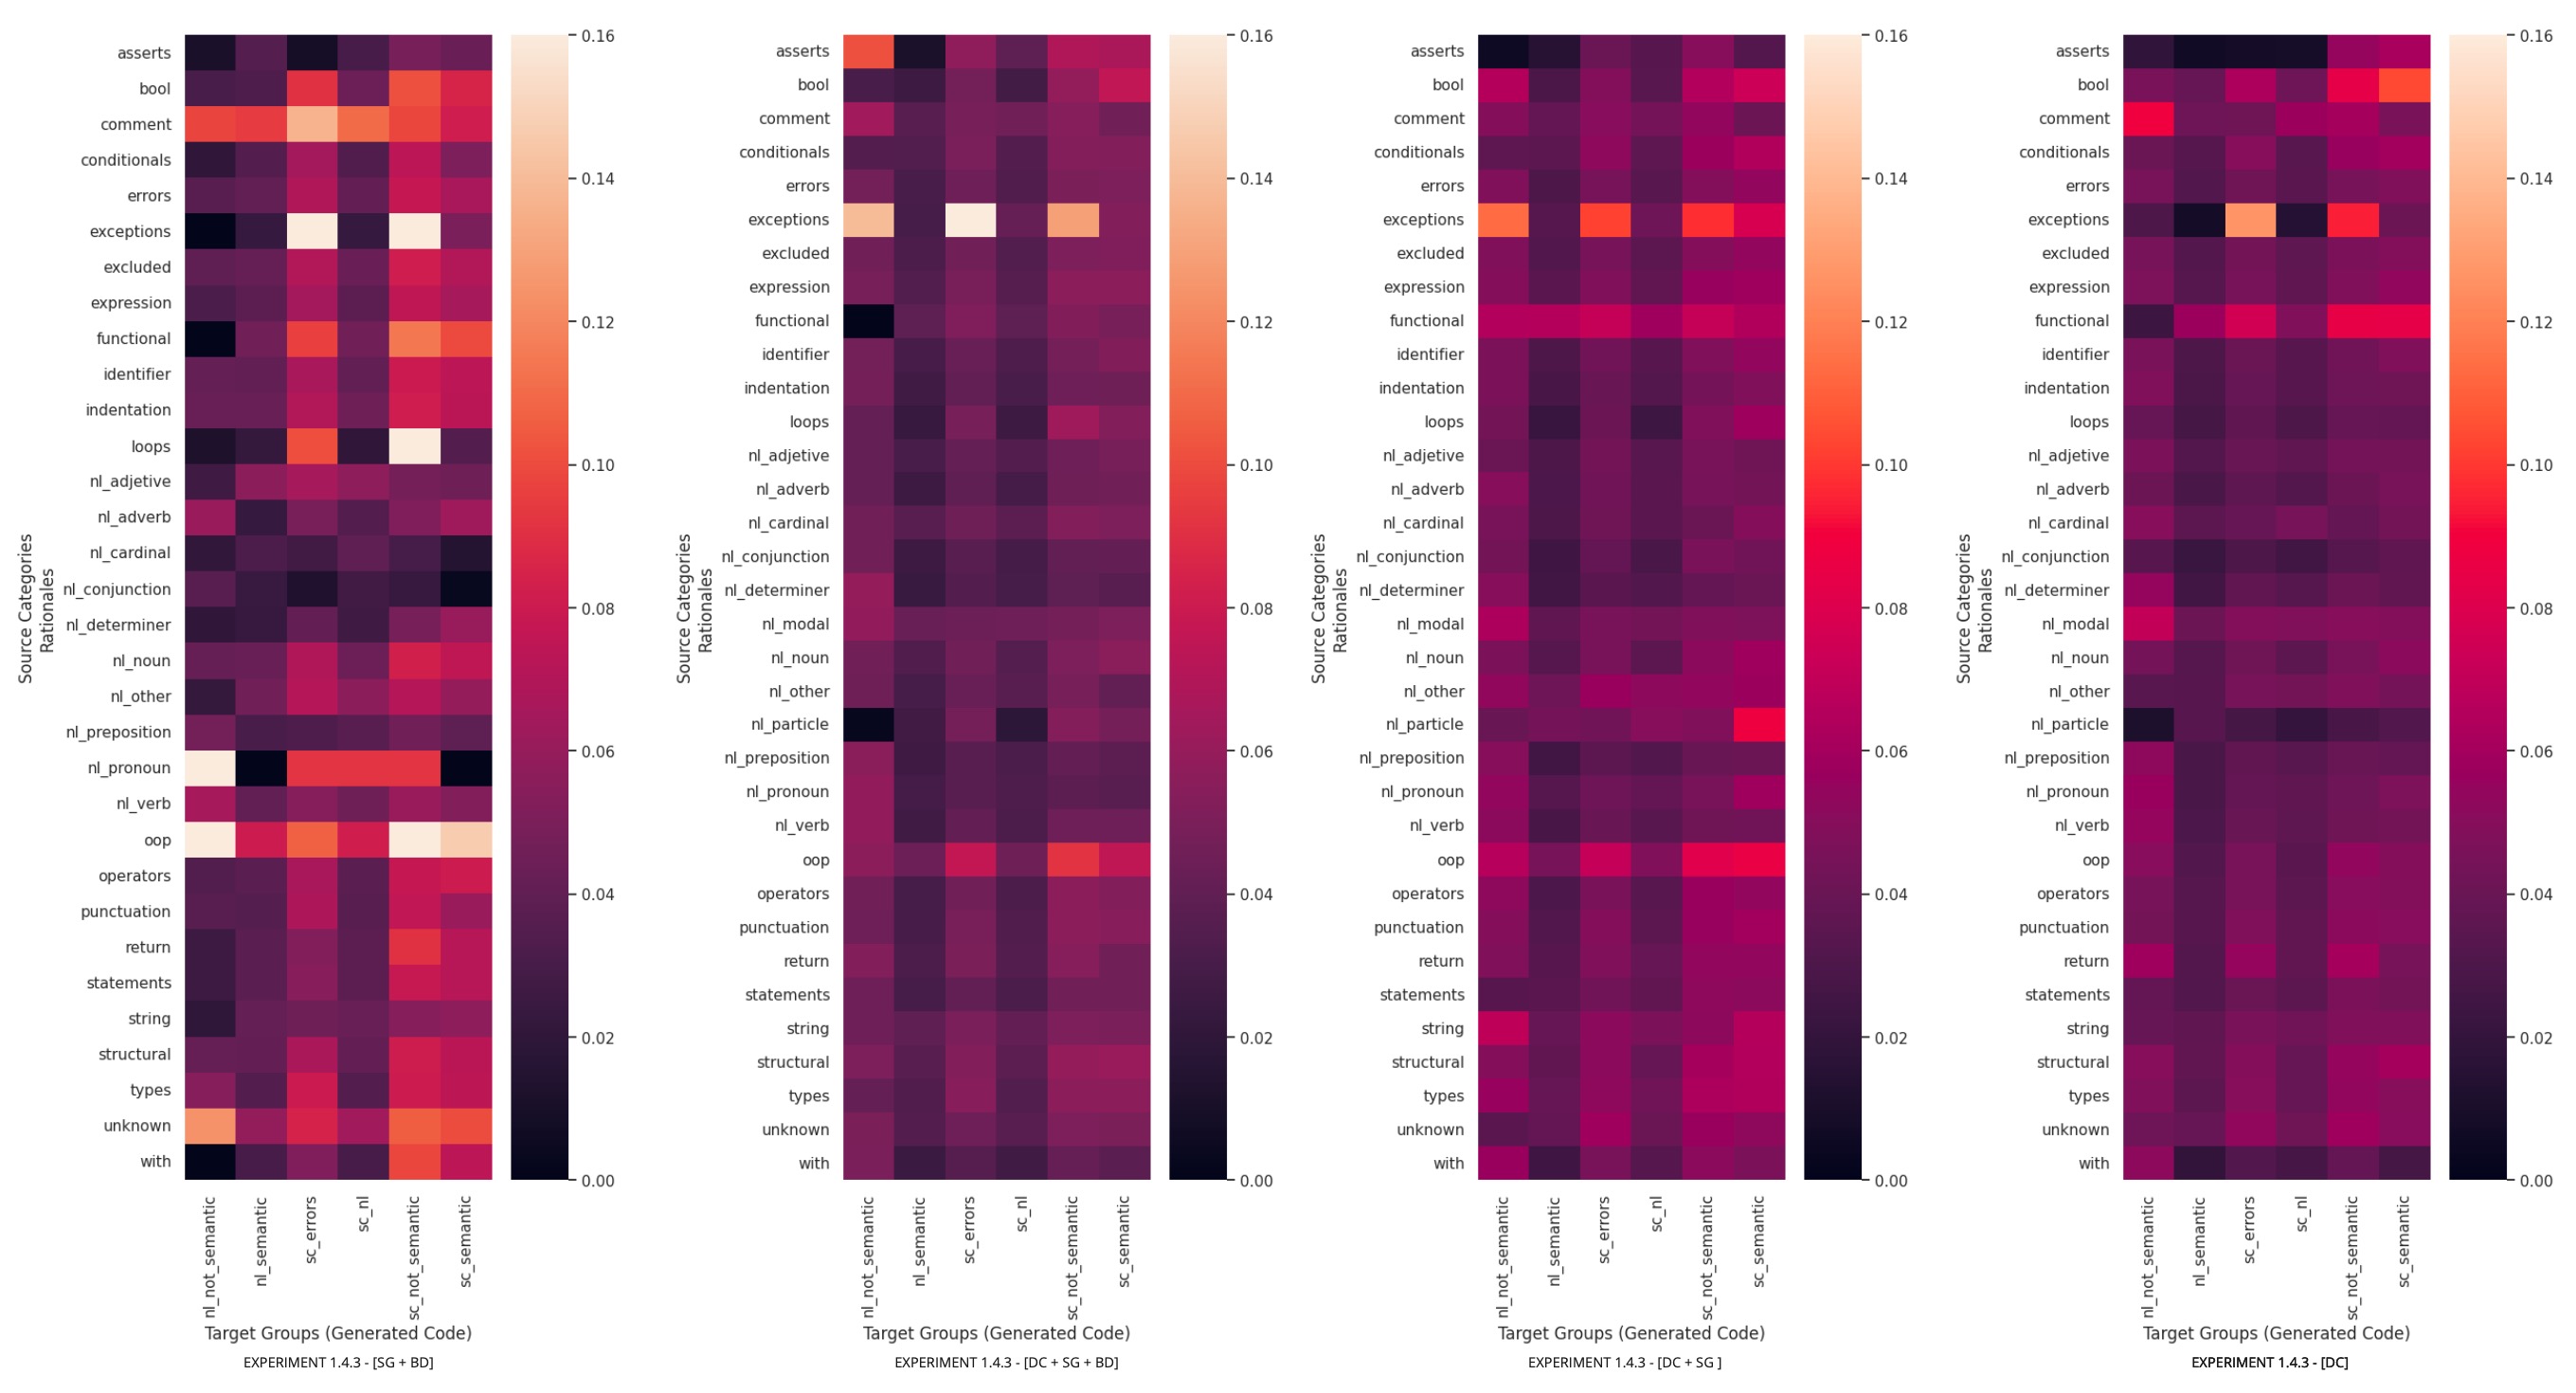 asserts
bool
comment
conditionals
errors
exceptions
excluded
expression
functional
identifier
indentation
loops
nl_adjetive
nl_adverb
nl_cardinal
nl_conjunction
nl_determiner
nl_noun
nl_other
nl_preposition
nl_pronoun
nl_verb
oop
operators
punctuation
return
statements
string
structural
types
unknown
with
Source Categories
Rationales
nl_not_semantic
nl_semantic
sc_errors
sc_nl
sc_not_semantic
sc_semantic
Target Groups (Generated Code)
EXPERIMENT 1.4.3 - [SG + BD]
0.16
0.14
0.12
0.10
0.08
0.06
0.04
0.02
0.00
asserts
bool
comment
conditionals
errors
exceptions
excluded
expression
functional
identifier
indentation
loops
nl_adjetive
nl_adverb
nl_cardinal
nl_conjunction
nl_determiner
nl_modal
nl_noun
nl_other
nl_particle
nl_preposition
nl_pronoun
nl_verb
oop
operators
punctuation
return
statements
string
structural
types
unknown
with
Source Categories
Rationales
nl_not_semantic
nl_semantic
sc_errors
sc_nl
sc_not_semantic
sc_semantic
Target Groups (Generated Code)
EXPERIMENT 1.4.3 - [DC + SG + BD]
0.16
0.14
0.12
0.10
0.08
0.06
0.04
0.02
0.00
asserts
bool
comment
conditionals
errors
exceptions
excluded
expression
functional
identifier
indentation
loops
nl_adjetive
nl_adverb
nl_cardinal
nl_conjunction
nl_determiner
nl_modal
nl_noun
nl_other
nl_particle
nl_preposition
nl_pronoun
nl_verb
oop
operators
punctuation
return
statements
string
structural
types
unknown
with
Source Categories
Rationales
nl_not_semantic
nl_semantic
sc_errors
sc_nl
sc_not_semantic
sc_semantic
Target Groups (Generated Code)
EXPERIMENT 1.4.3 - [DC + SG ]
0.16
0.14
0.12
0.10
0.08
0.06
0.04
0.02
0.00
asserts
bool
comment
conditionals
errors
exceptions
excluded
expression
functional
identifier
indentation
loops
nl_adjetive
nl_adverb
nl_cardinal
nl_conjunction
nl_determiner
nl_modal
nl_noun
nl_other
nl_particle
nl_preposition
nl_pronoun
nl_verb
oop
operators
punctuation
return
statements
string
structural
types
unknown
with
Source Categories
Rationales
nl_not_semantic
nl_semantic
sc_errors
sc_nl
sc_not_semantic
sc_semantic
Target Groups (Generated Code)
EXPERIMENT 1.4.3 - [DC]
0.16
0.14
0.12
0.10
0.08
0.06
0.04
0.02
0.00